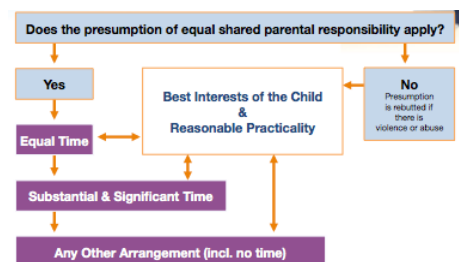 Does the presumption of equal shared parental responsibility apply?
Yes
No
Presumption
is rebutted if
there is
violence or abuse
Best Interests of the Child
&
Reasonable Practicality
Equal Time
Substantial & Significant Time
Any Other Arrangement (incl. no time)